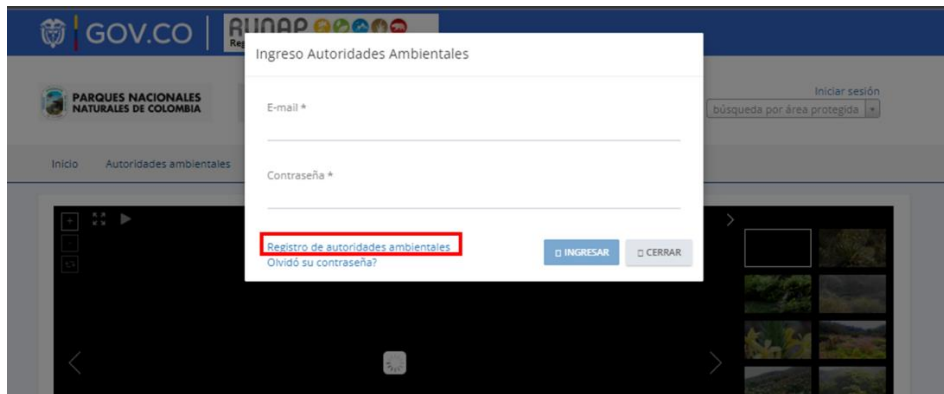 GOV.CO
RUNAP
Ingreso Autoridades Ambientales
PARQUES NACIONALES
NATURALES DE COLOMBIA
E-mail *
Iniciar sesión
búsqueda por área protegida
Inicio
Autoridades ambientales
Contraseña *
Registro de autoridades ambientales
Olvidó su contraseña?
INGRESAR
CERRAR